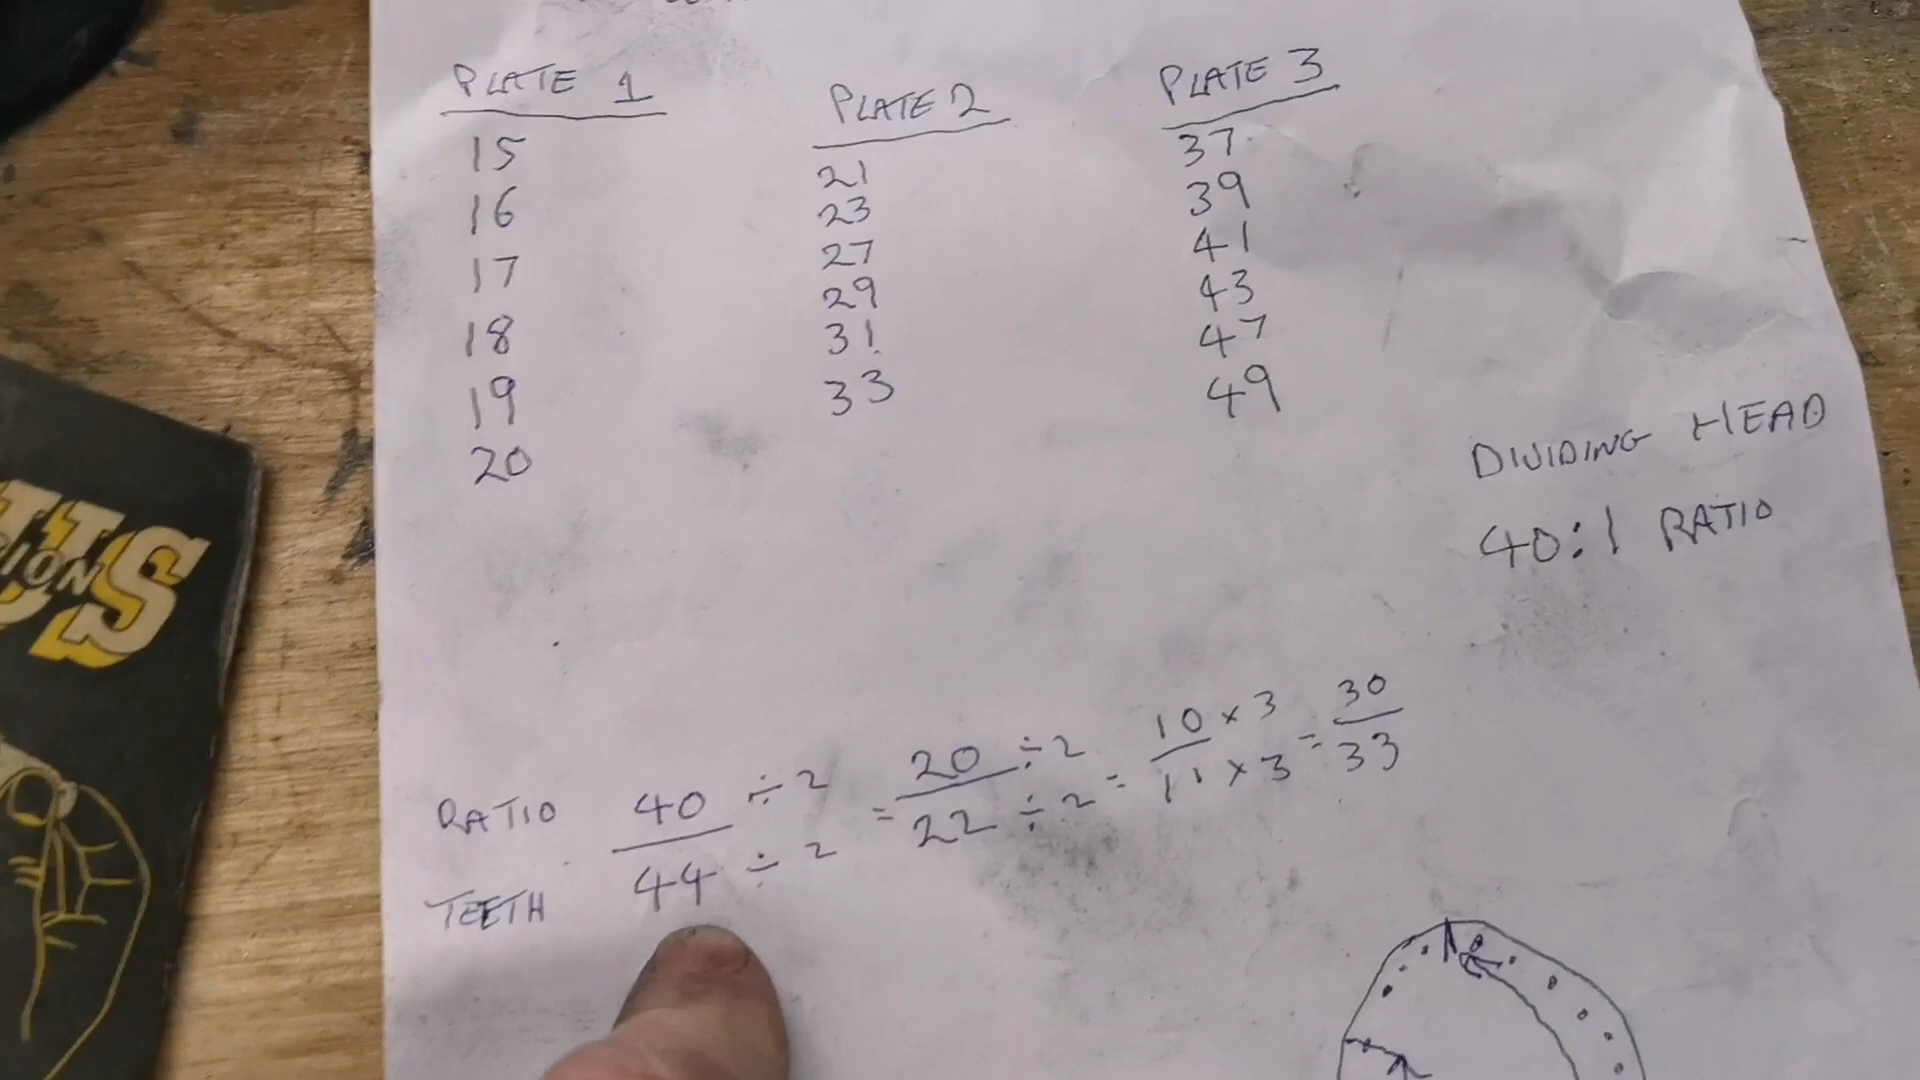 PLATE 1
15
16
17
18
19
20
PLATE 2
21
23
27
29
31
33
PLATE 3
37
39
41
43
47
49
DIVIDING HEAD
40:1 RATIO
RATIO 40 ÷ 2 = 20 ÷ 2 = 10 × 3 = 30
TEETH 44 ÷ 2 22 ÷ 2 11 × 3 33